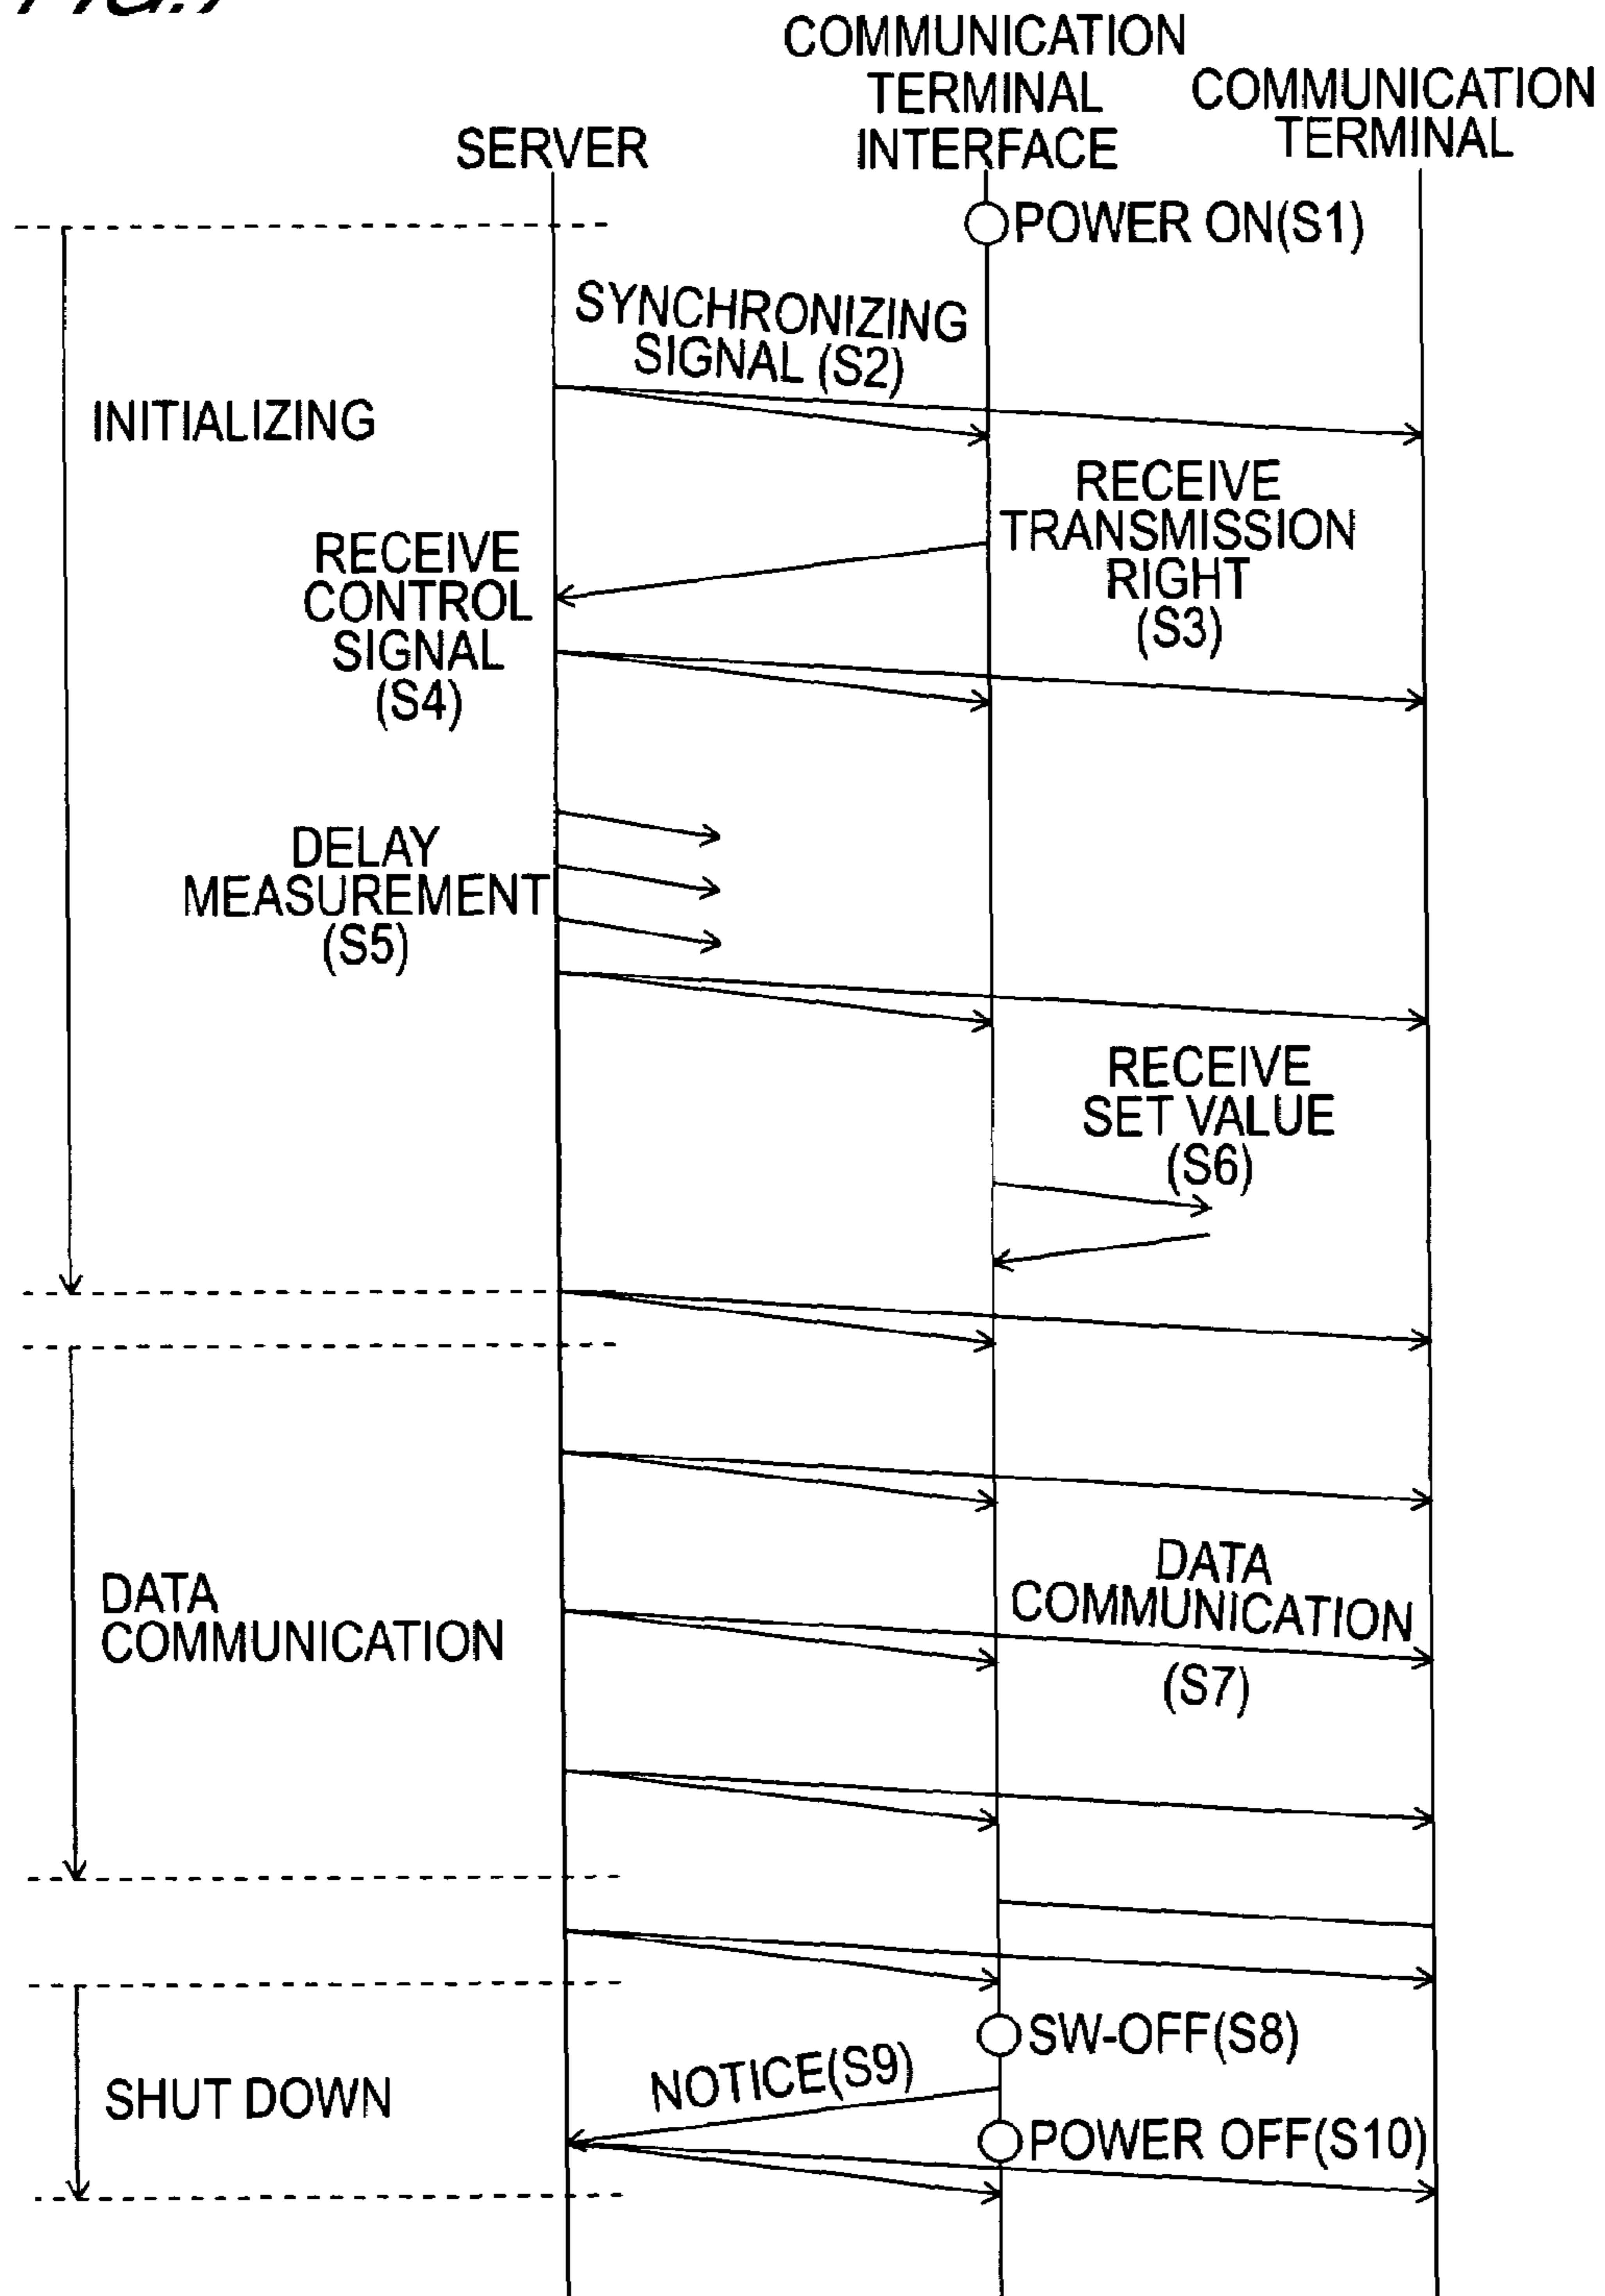 COMMUNICATION
TERMINAL
INTERFACE
COMMUNICATION
TERMINAL
SERVER
POWER ON(S1)
SYNCHRONIZING
SIGNAL (S2)
INITIALIZING
RECEIVE
TRANSMISSION
RIGHT
(S3)
RECEIVE
CONTROL
SIGNAL
(S4)
DELAY
MEASUREMENT
(S5)
RECEIVE
SET VALUE
(S6)
DATA
COMMUNICATION
DATA
COMMUNICATION
(S7)
SW-OFF(S8)
NOTICE(S9)
SHUT DOWN
POWER OFF(S10)